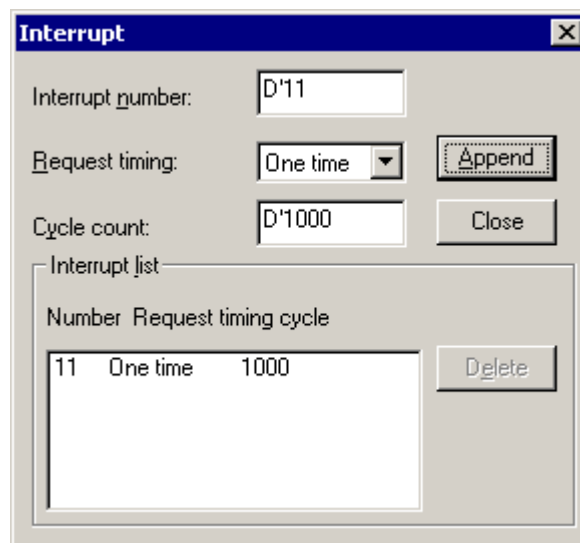 Interrupt
Interrupt number: D'11
Request timing: One time Append
Cycle count: D'1000 Close
Interrupt list
Number Request timing cycle
11 One time 1000 Delete